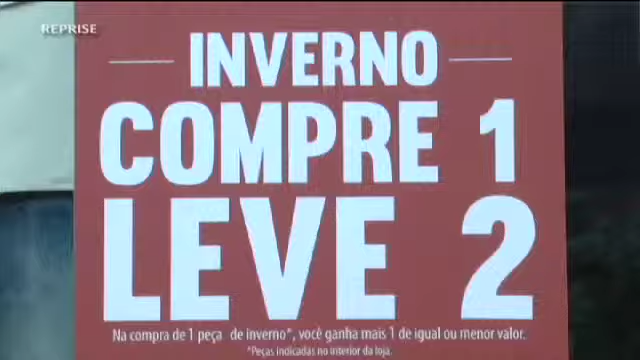 REPRISE
INVERNO
COMPRE 1
LEVE 2
Na compra de 1 peça de inverno*, você ganha mais 1 de igual ou menor valor.
*Peças indicadas no interior da loja.